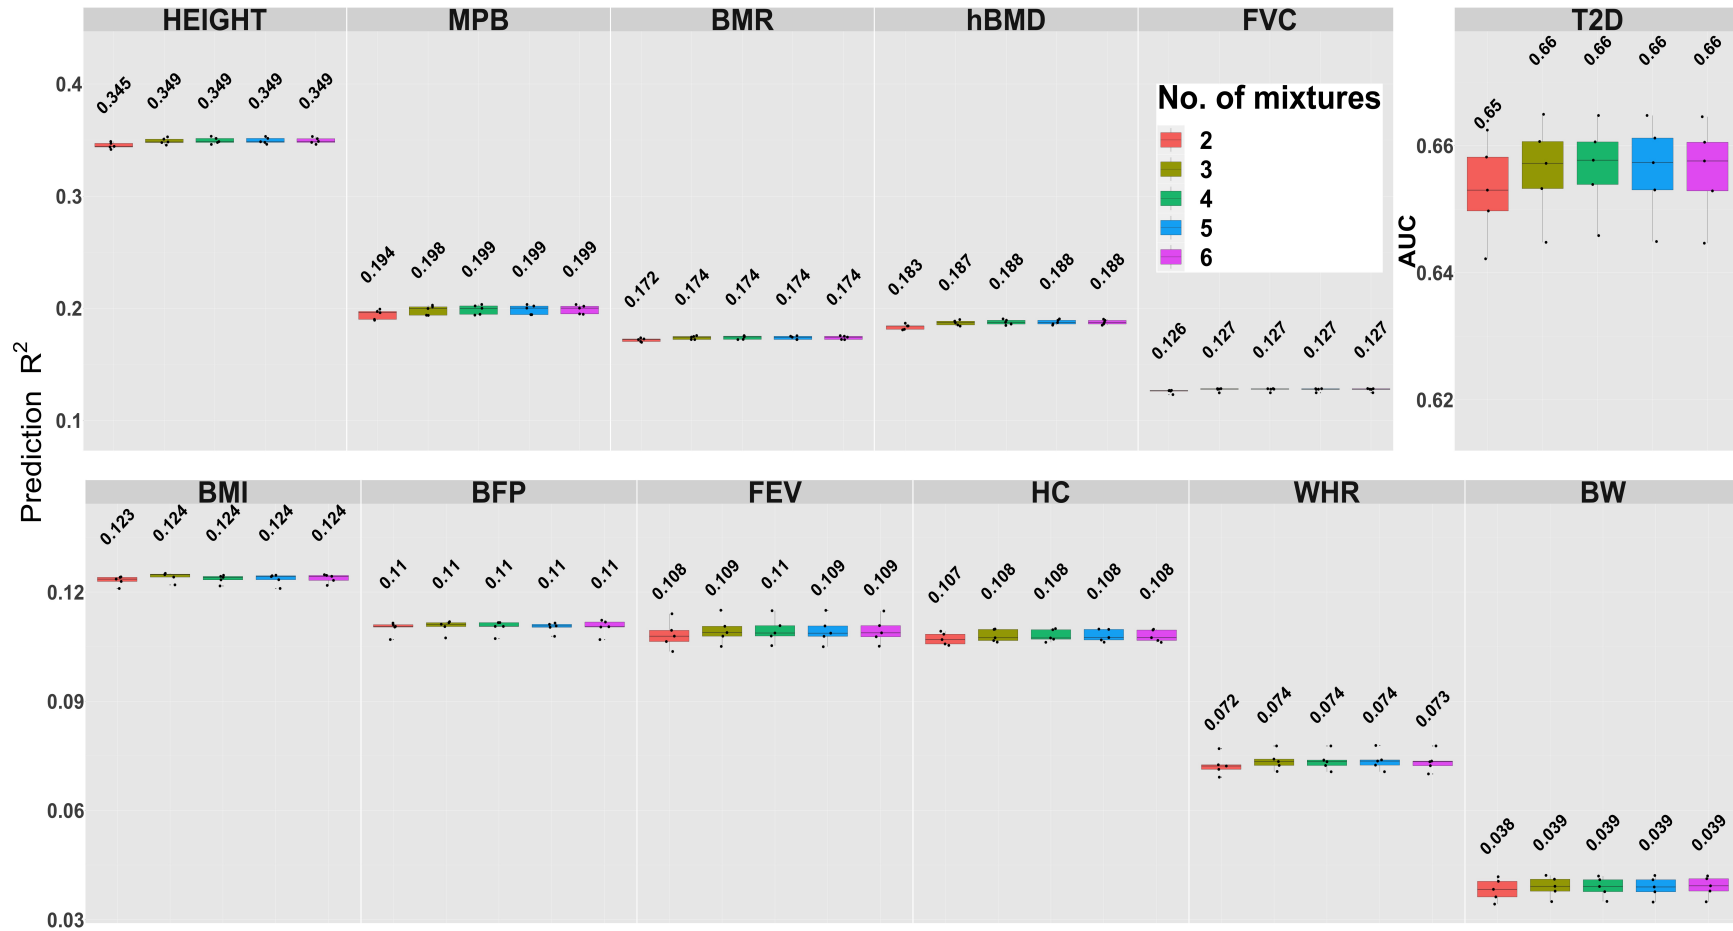 HEIGHT MPB BMR hBMD FVC T2D
0.345 0.349 0.349 0.349 0.349
0.194 0.198 0.199 0.199 0.199
0.172 0.174 0.174 0.174 0.174
0.183 0.187 0.188 0.188 0.188
0.126 0.127 0.127 0.127 0.127
0.65 0.66 0.66 0.66 0.66
0.4
0.3
0.2
0.1
No. of mixtures
2
3
4
5
6
AUC
0.66
0.64
0.62
Prediction R²
BMI BFP FEV HC WHR BW
0.123 0.124 0.124 0.124 0.124
0.11 0.11 0.11 0.11 0.11
0.108 0.109 0.11 0.109 0.109
0.107 0.108 0.108 0.108 0.108
0.072 0.074 0.074 0.074 0.073
0.038 0.039 0.039 0.039 0.039
0.12
0.09
0.06
0.03